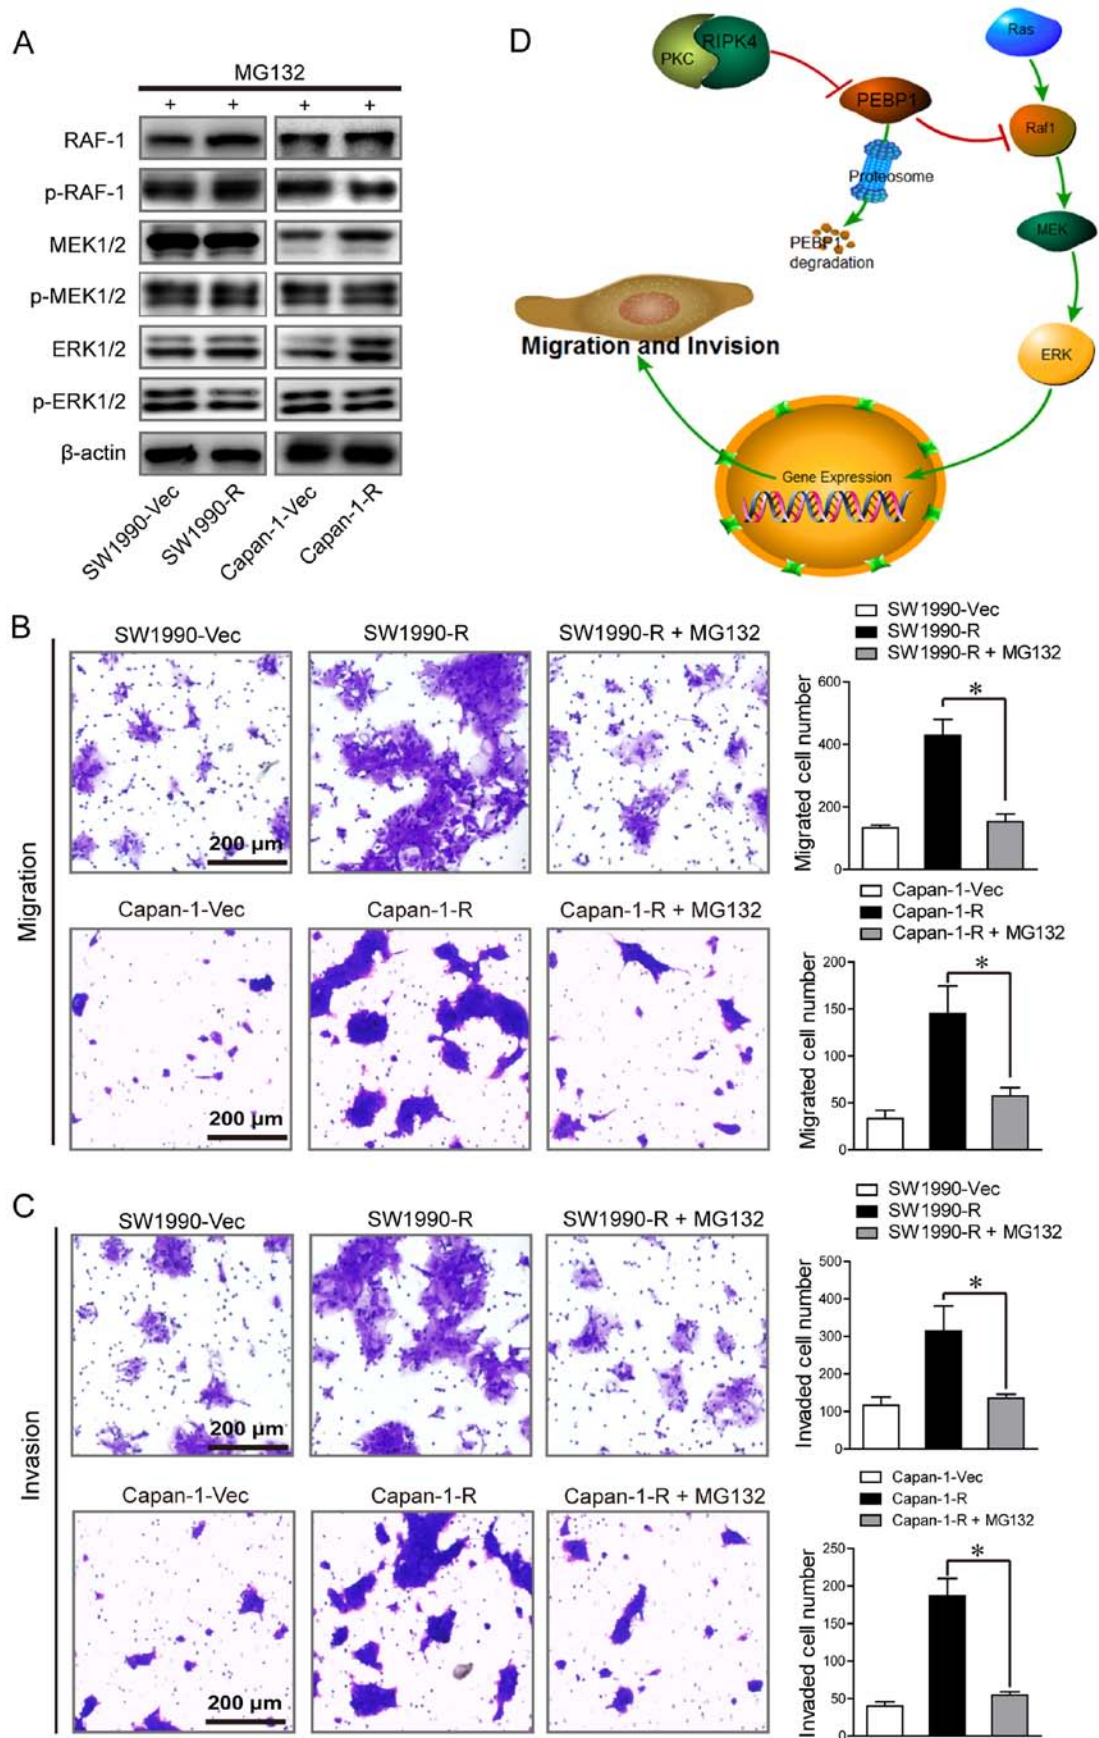 A
MG132
+ + + +
RAF-1
p-RAF-1
MEK1/2
p-MEK1/2
ERK1/2
p-ERK1/2
β-actin
SW1990-Vec
SW1990-R
Capan-1-Vec
Capan-1-R
D
PKC
RIPK4
PEBP1
Ras
Raf1
Proteosome
PEBP1
degradation
MEK
ERK
Migration and Invision
Gene Expression
B
Migration
SW1990-Vec
SW1990-R
SW1990-R + MG132
200 µm
SW1990-Vec
SW1990-R
SW1990-R + MG132
Migrated cell number
600
400
200
0
*
Capan-1-Vec
Capan-1-R
Capan-1-R + MG132
200 µm
Capan-1-Vec
Capan-1-R
Capan-1-R + MG132
Migrated cell number
200
150
100
50
0
*
C
Invasion
SW1990-Vec
SW1990-R
SW1990-R + MG132
200 µm
SW1990-Vec
SW1990-R
SW1990-R + MG132
Invaded cell number
500
400
300
200
100
0
*
Capan-1-Vec
Capan-1-R
Capan-1-R + MG132
200 µm
Capan-1-Vec
Capan-1-R
Capan-1-R + MG132
Invaded cell number
250
200
150
100
50
0
*